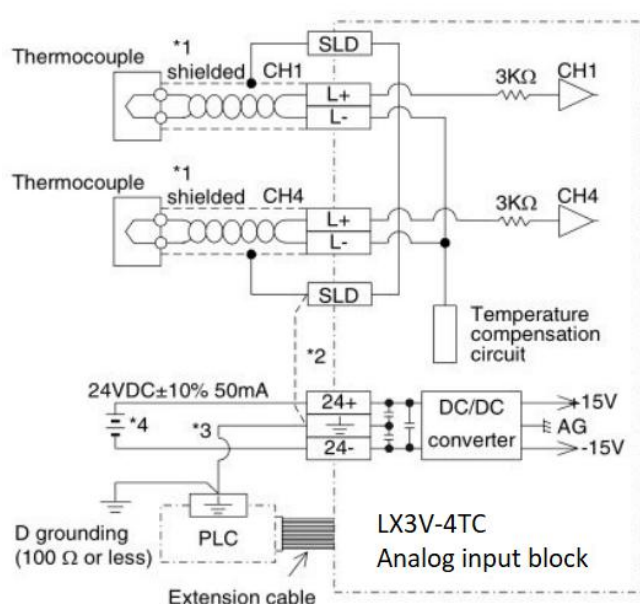 SLD
Thermocouple
*1
shielded
CH1
L+
L-
3KΩ
CH1
Thermocouple
*1
shielded
CH4
L+
L-
3KΩ
CH4
SLD
Temperature
compensation
circuit
*2
24VDC±10% 50mA
*4
*3
24+
24-
DC/DC
converter
+15V
AG
-15V
D grounding
(100 Ω or less)
PLC
Extension cable
LX3V-4TC
Analog input block